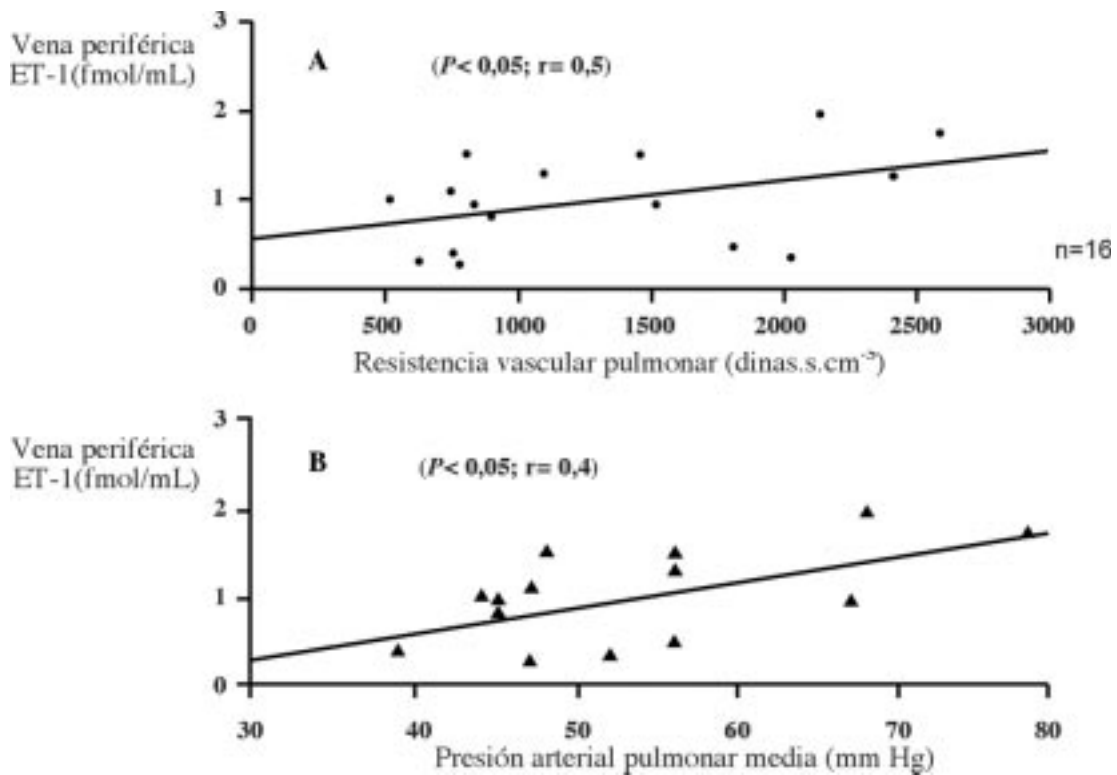 3
Vena periférica
ET-1(fmol/mL)
A
(P< 0,05; r= 0,5)
2
1
n=16
0
0 500 1000 1500 2000 2500 3000
Resistencia vascular pulmonar (dinas.s.cm⁻⁵)
3
Vena periférica
ET-1(fmol/mL)
B
(P< 0,05; r= 0,4)
2
1
0
30 40 50 60 70 80
Presión arterial pulmonar media (mm Hg)